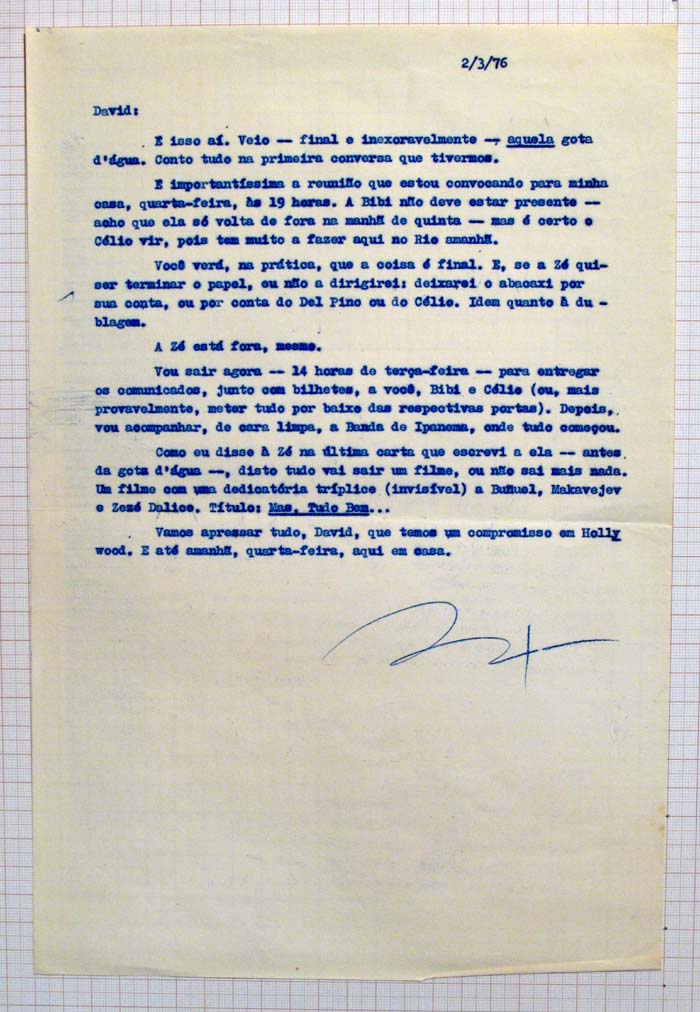 2/3/76
David:
E isso aí. Veio -- final e inexoravelmente --, aquela gota
d'água. Conto tudo na primeira conversa que tivermos.
E importantíssima a reunião que estou convocando para minha
casa, quarta-feira, às 19 horas. A Bibi não deve estar presente --
acho que ela só volta de fora na manhã de quinta -- mas é certo o
Célio vir, pois tem muito a fazer aqui no Rio amanhã.
Você verá, na prática, que a coisa é final. E, se a Zé qui-
ser terminar o papel, eu não a dirigirei: deixarei o abacaxi por
sua conta, ou por conta do Del Pino ou do Célio. Idem quanto à du -
blagem.
A Zé está fora, mesmo.
Vou sair agora -- 14 horas de terça-feira -- para entregar
os comunicados, junto com bilhetes, a você, Bibi e Célio (ou, mais
provavelmente, meter tudo por baixo das respectivas portas). Depois,
vou acompanhar, de cara limpa, a Banda de Ipanema, onde tudo começou.
Como eu disse à Zé na última carta que escrevi a ela -- antes
da gota d'água --, disto tudo vai sair um filme, ou não sai mais nada.
Um filme com uma dedicatória tríplice (invisível) a Buñuel, Makavejev
e Zezé Dalice. Título: Mas, Tudo Bem...
Vamos apressar tudo, David, que temos um compromisso em Holly
wood. E até amanhã, quarta-feira, aqui em casa.